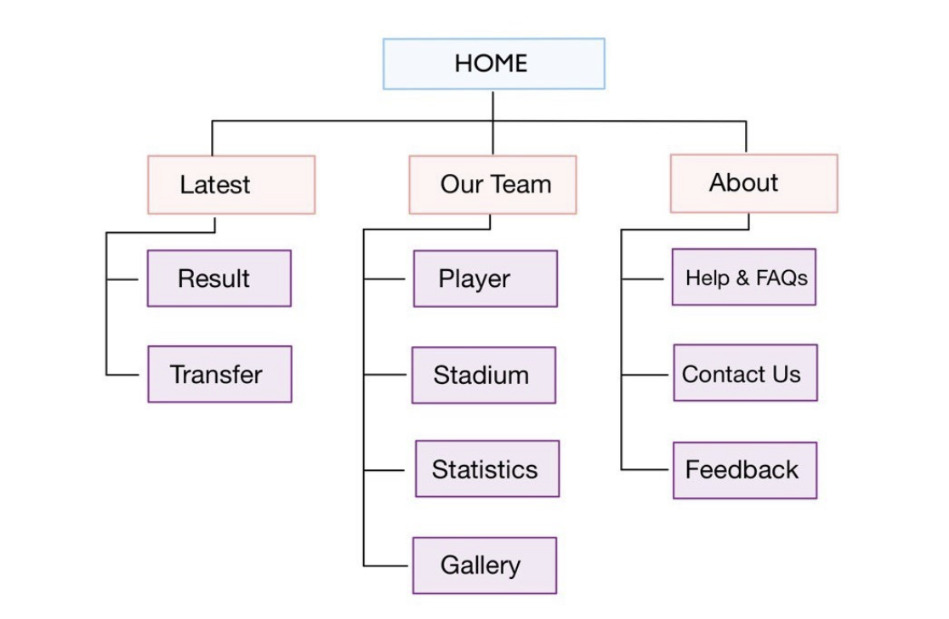 HOME
Latest
Our Team
About
Result
Player
Help & FAQs
Transfer
Stadium
Contact Us
Statistics
Feedback
Gallery